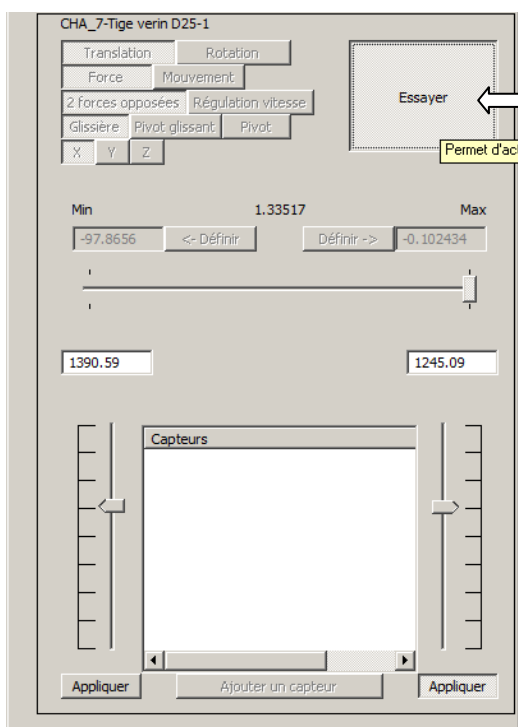 CHA_7-Tige verin D25-1
Translation Rotation
Force Mouvement
2 forces opposées Régulation vitesse
Glissière Pivot glissant Pivot
X Y Z
Essayer
Permet d'act
Min 1.33517 Max
-97.8656 <- Définir Définir -> -0.102434
1390.59 1245.09
Capteurs
Appliquer Ajouter un capteur Appliquer